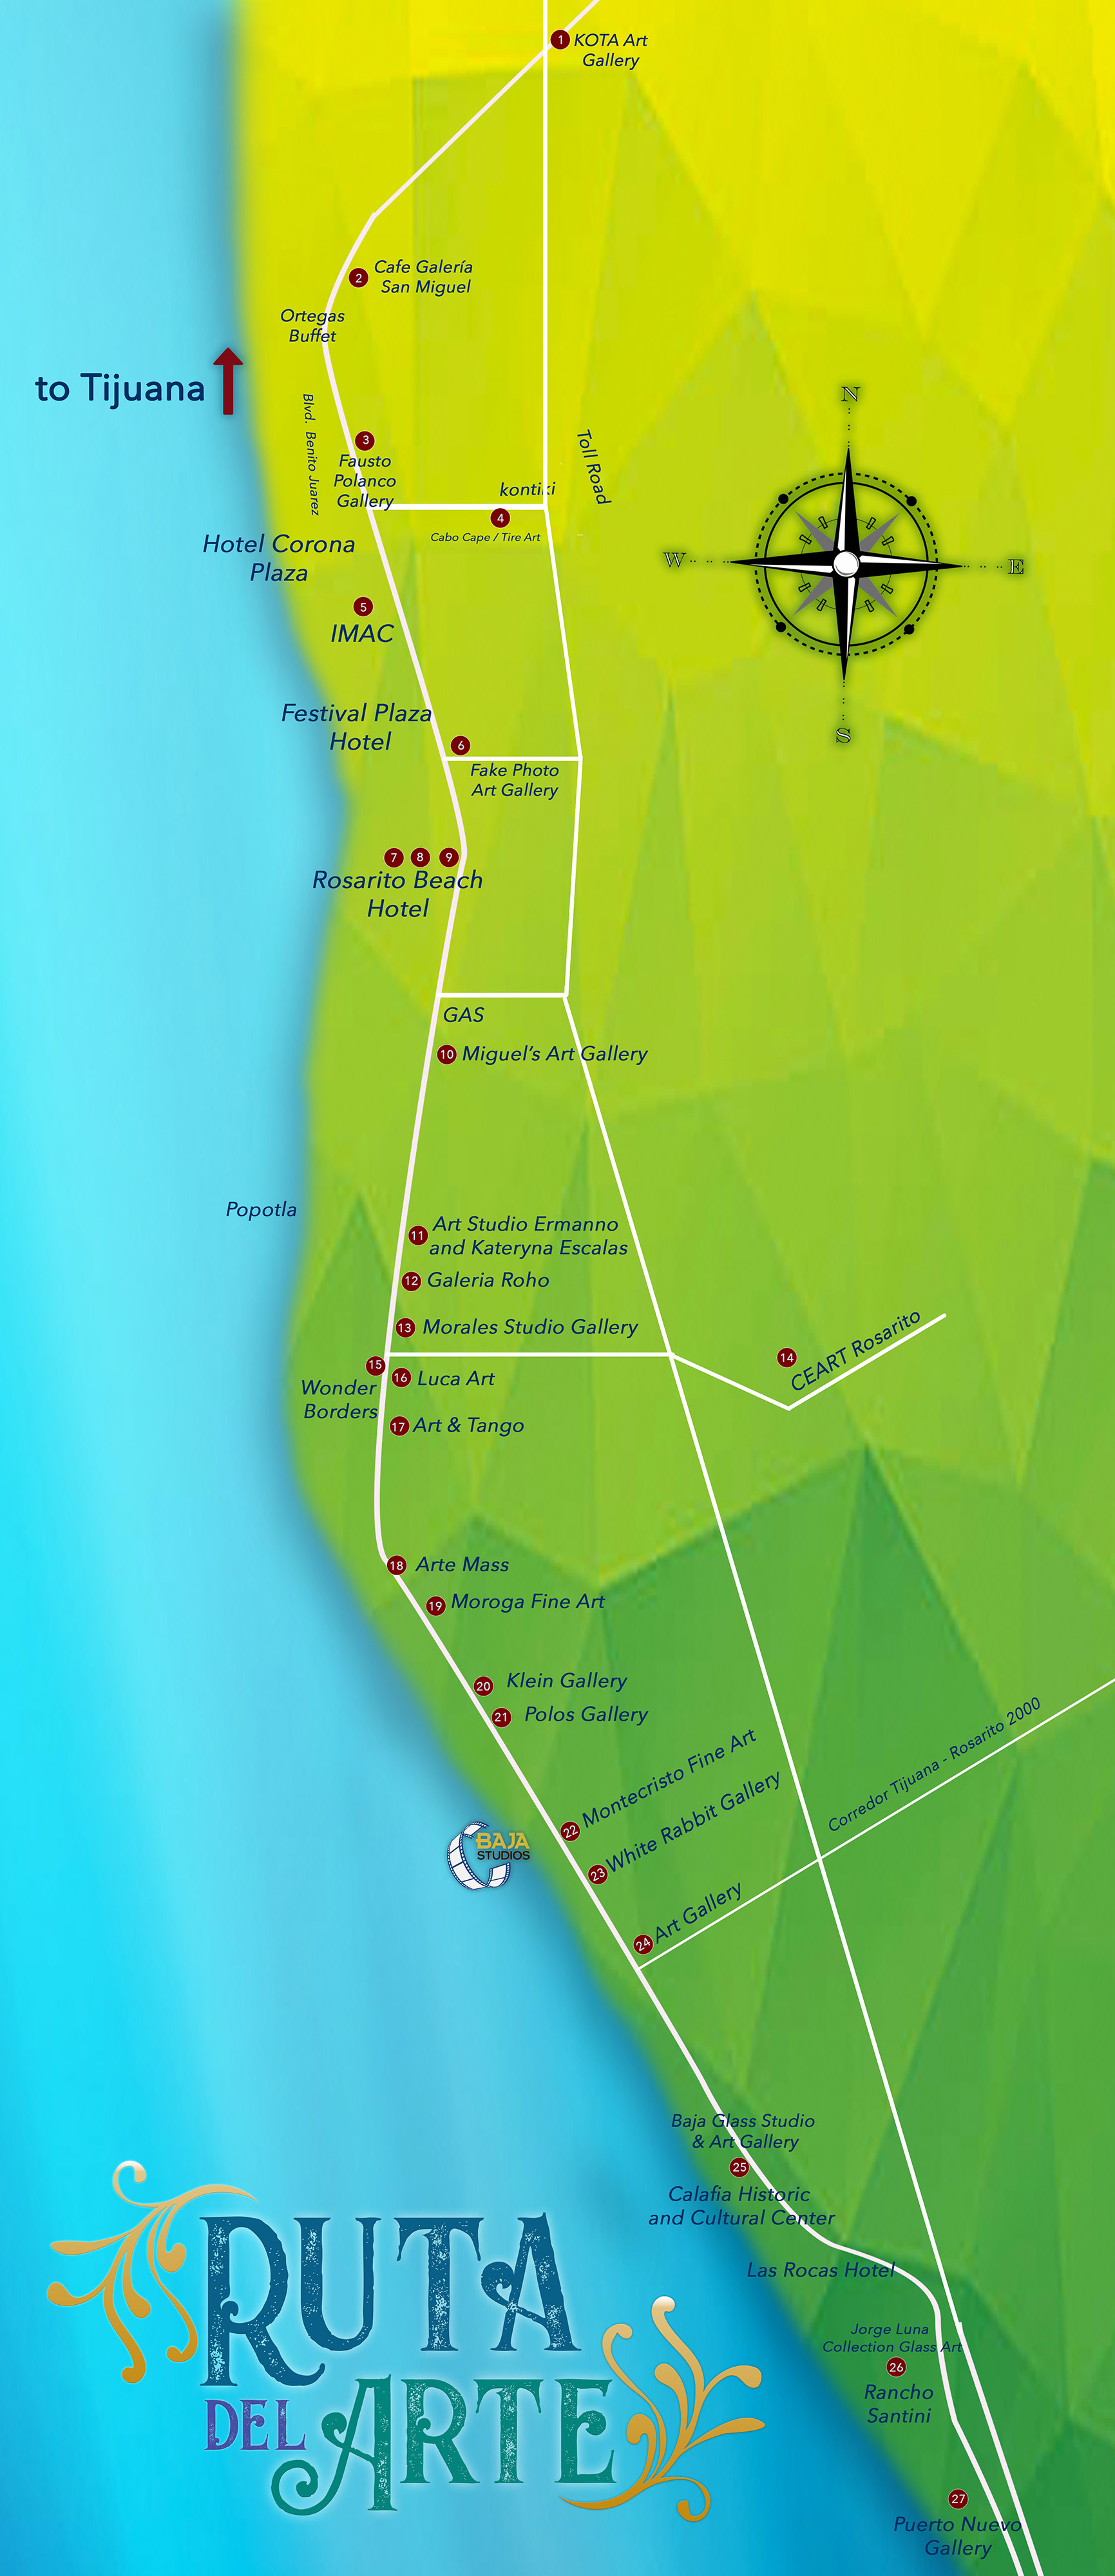 1 KOTA Art
Gallery
2 Cafe Galería
San Miguel
Ortegas
Buffet
to Tijuana
Blvd. Benito Juarez
3
Fausto
Polanco
Gallery
kontiki
Toll Road
4
Cabo Cape / Tire Art
N
W
E
S
Hotel Corona
Plaza
5
IMAC
Festival Plaza
Hotel
6
Fake Photo
Art Gallery
7 8 9
Rosarito Beach
Hotel
GAS
10 Miguel's Art Gallery
Popotla
11 Art Studio Ermanno
and Kateryna Escalas
12 Galeria Roho
13 Morales Studio Gallery
14
CEART Rosarito
15
Wonder
Borders
16 Luca Art
17 Art & Tango
18 Arte Mass
19 Moroga Fine Art
20 Klein Gallery
21 Polos Gallery
22 Montecristo Fine Art
23 White Rabbit Gallery
BAJA
STUDIOS
24 Art Gallery
Corredor Tijuana - Rosarito 2000
Baja Glass Studio
& Art Gallery
25
Calafia Historic
and Cultural Center
Las Rocas Hotel
Jorge Luna
Collection Glass Art
26
Rancho
Santini
27
Puerto Nuevo
Gallery
RUTA
DEL ARTE